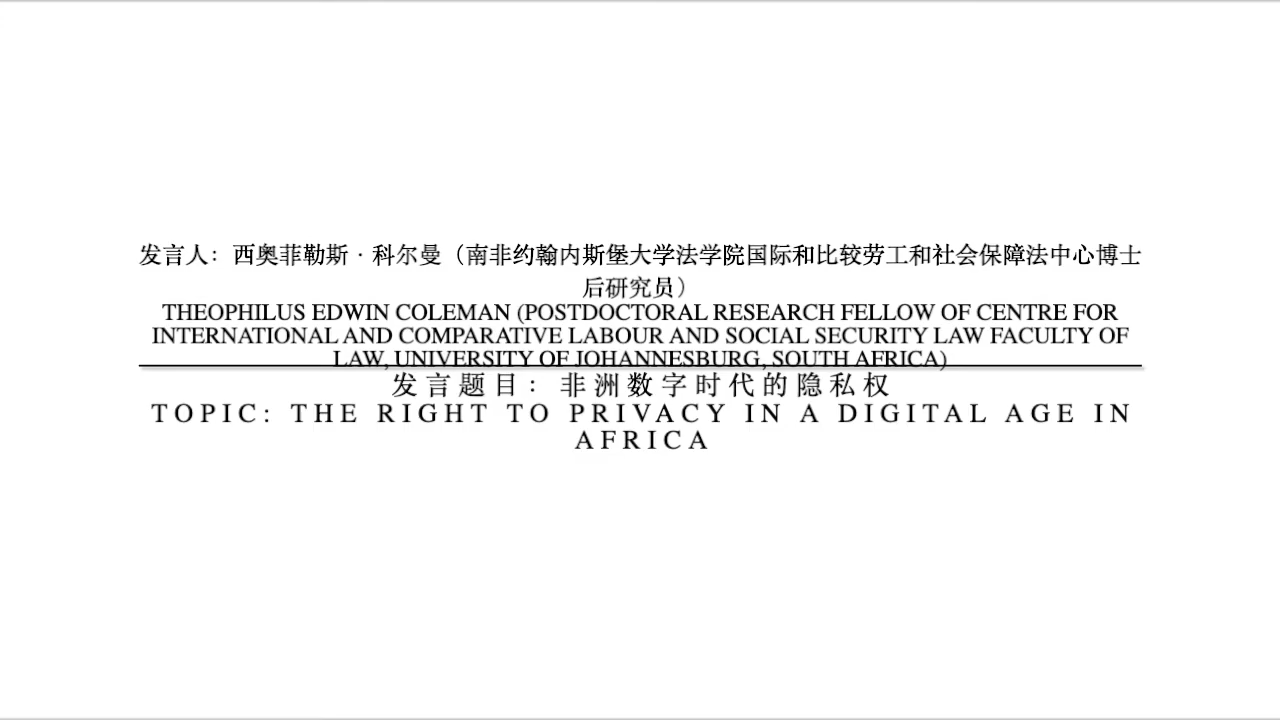 发言人：西奥菲勒斯·科尔曼（南非约翰内斯堡大学法学院国际和比较劳工和社会保障法中心博士
后研究员）
THEOPHILUS EDWIN COLEMAN (POSTDOCTORAL RESEARCH FELLOW OF CENTRE FOR
INTERNATIONAL AND COMPARATIVE LABOUR AND SOCIAL SECURITY LAW FACULTY OF
LAW, UNIVERSITY OF JOHANNESBURG, SOUTH AFRICA)
发言题目：非洲数字时代的隐私权
TOPIC: THE RIGHT TO PRIVACY IN A DIGITAL AGE IN
AFRICA